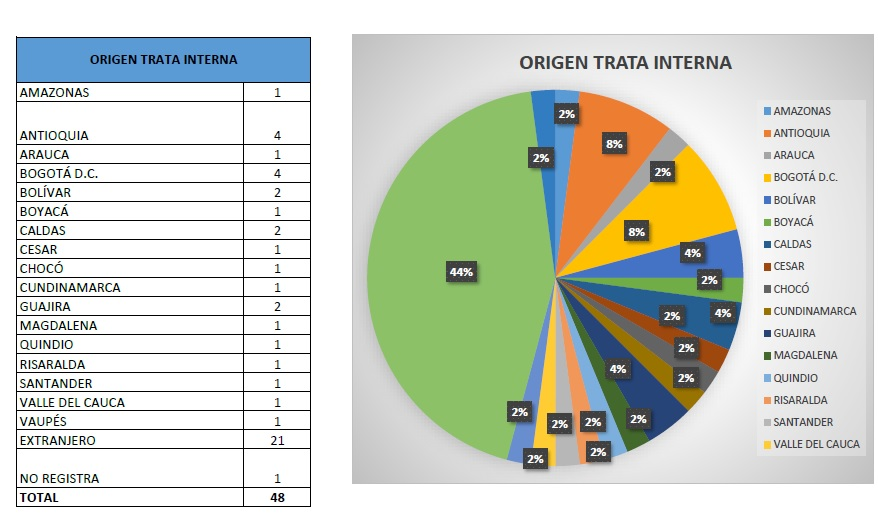 ORIGEN TRATA INTERNA
AMAZONAS 1
ANTIOQUIA 4
ARAUCA 1
BOGOTÁ D.C. 4
BOLÍVAR 2
BOYACÁ 1
CALDAS 2
CESAR 1
CHOCÓ 1
CUNDINAMARCA 1
GUAJIRA 2
MAGDALENA 1
QUINDIO 1
RISARALDA 1
SANTANDER 1
VALLE DEL CAUCA 1
VAUPÉS 1
EXTRANJERO 21
NO REGISTRA 1
TOTAL 48
ORIGEN TRATA INTERNA
2%
8%
2%
8%
4%
2%
4%
2%
2%
2%
4%
2%
2%
2%
2%
2%
2%
44%
2%
AMAZONAS
ANTIOQUIA
ARAUCA
BOGOTÁ D.C.
BOLÍVAR
BOYACÁ
CALDAS
CESAR
CHOCÓ
CUNDINAMARCA
GUAJIRA
MAGDALENA
QUINDIO
RISARALDA
SANTANDER
VALLE DEL CAUCA